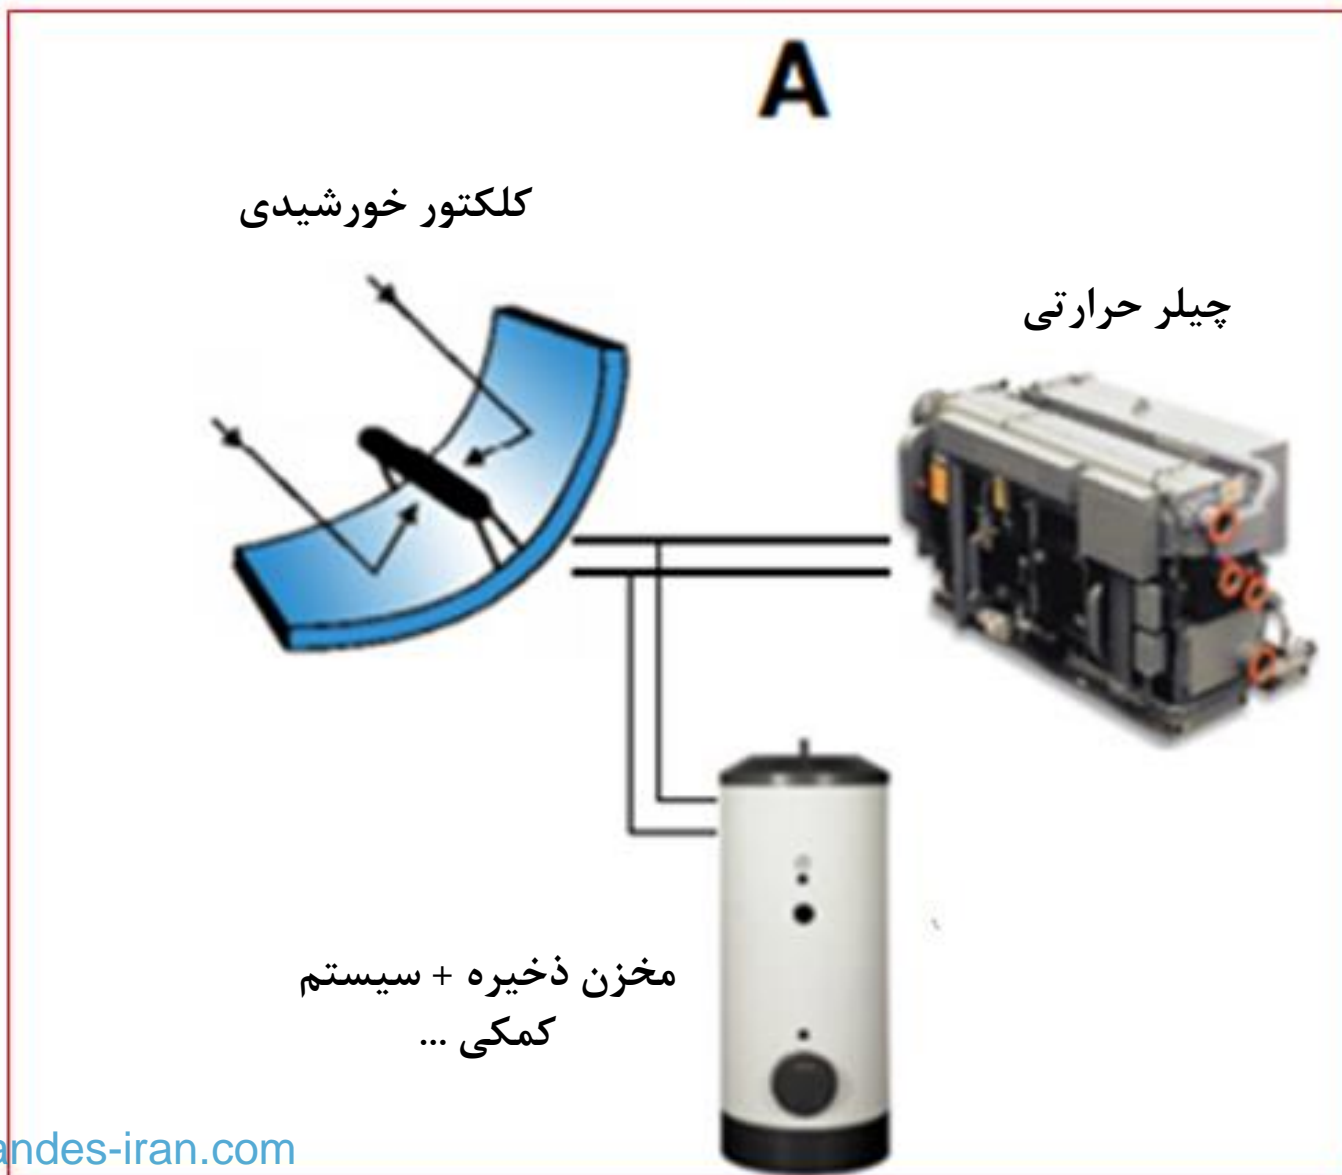 A
کلکتور خورشیدی
چیلر حرارتی
مخزن ذخیره + سیستم
کمکی ...
andes-iran.com